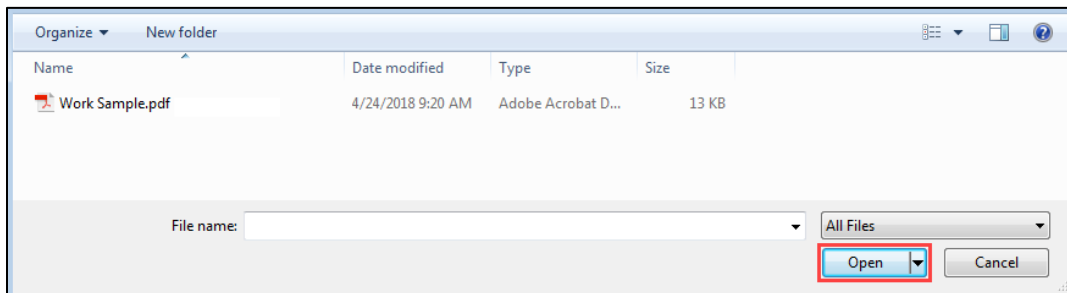 Organize New folder
Name Date modified Type Size
Work Sample.pdf 4/24/2018 9:20 AM Adobe Acrobat D... 13 KB
File name: All Files
Open Cancel